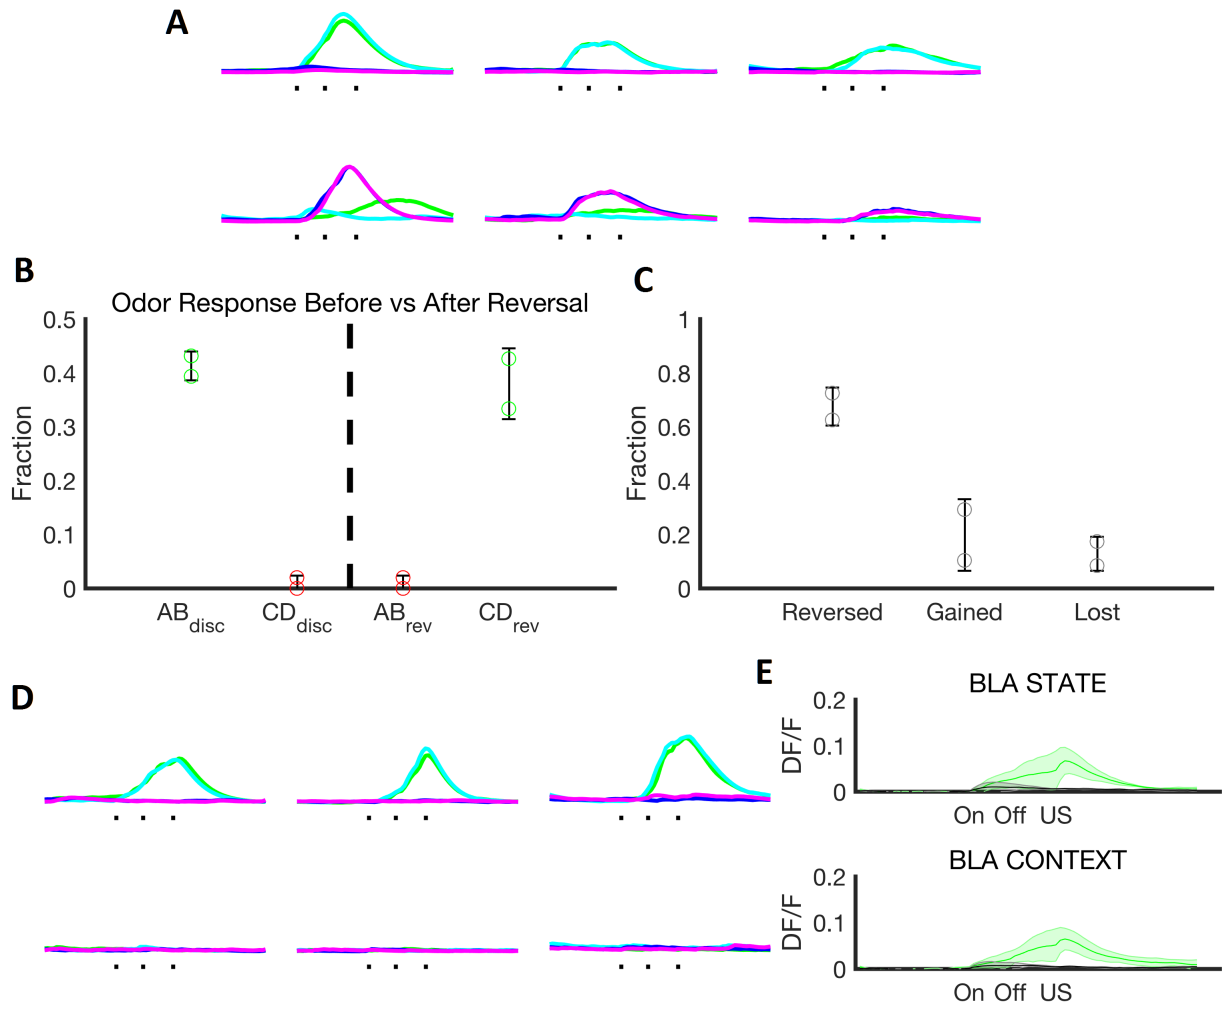 A
B
Odor Response Before vs After Reversal
0.5
0.4
0.3
0.2
0.1
0
Fraction
ABdisc CDdisc ABrev CDrev
C
1
0.8
0.6
0.4
0.2
0
Fraction
Reversed Gained Lost
D
E
BLA STATE
0.2
0.1
0
DF/F
On Off US
BLA CONTEXT
0.2
0.1
0
DF/F
On Off US